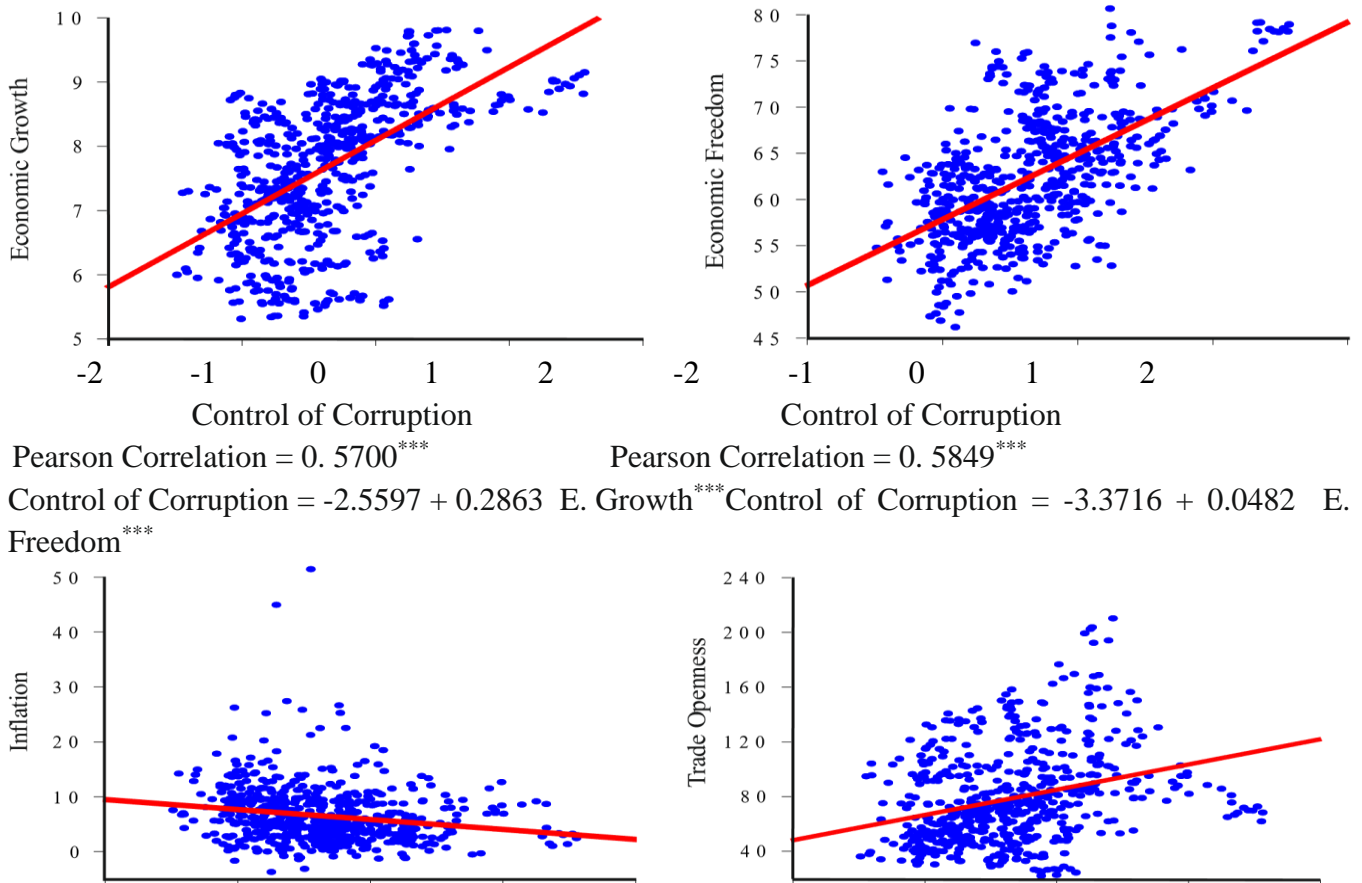 10
9
8
7
6
5
Economic Growth
80
75
70
65
60
55
50
45
Economic Freedom
-2 -1 0 1 2 -2 -1 0 1 2
Control of Corruption Control of Corruption
Pearson Correlation = 0. 5700*** Pearson Correlation = 0. 5849***
Control of Corruption = -2.5597 + 0.2863 E. Growth***Control of Corruption = -3.3716 + 0.0482 E.
Freedom***
50
40
30
20
10
0
Inflation
240
200
160
120
80
40
Trade Openness